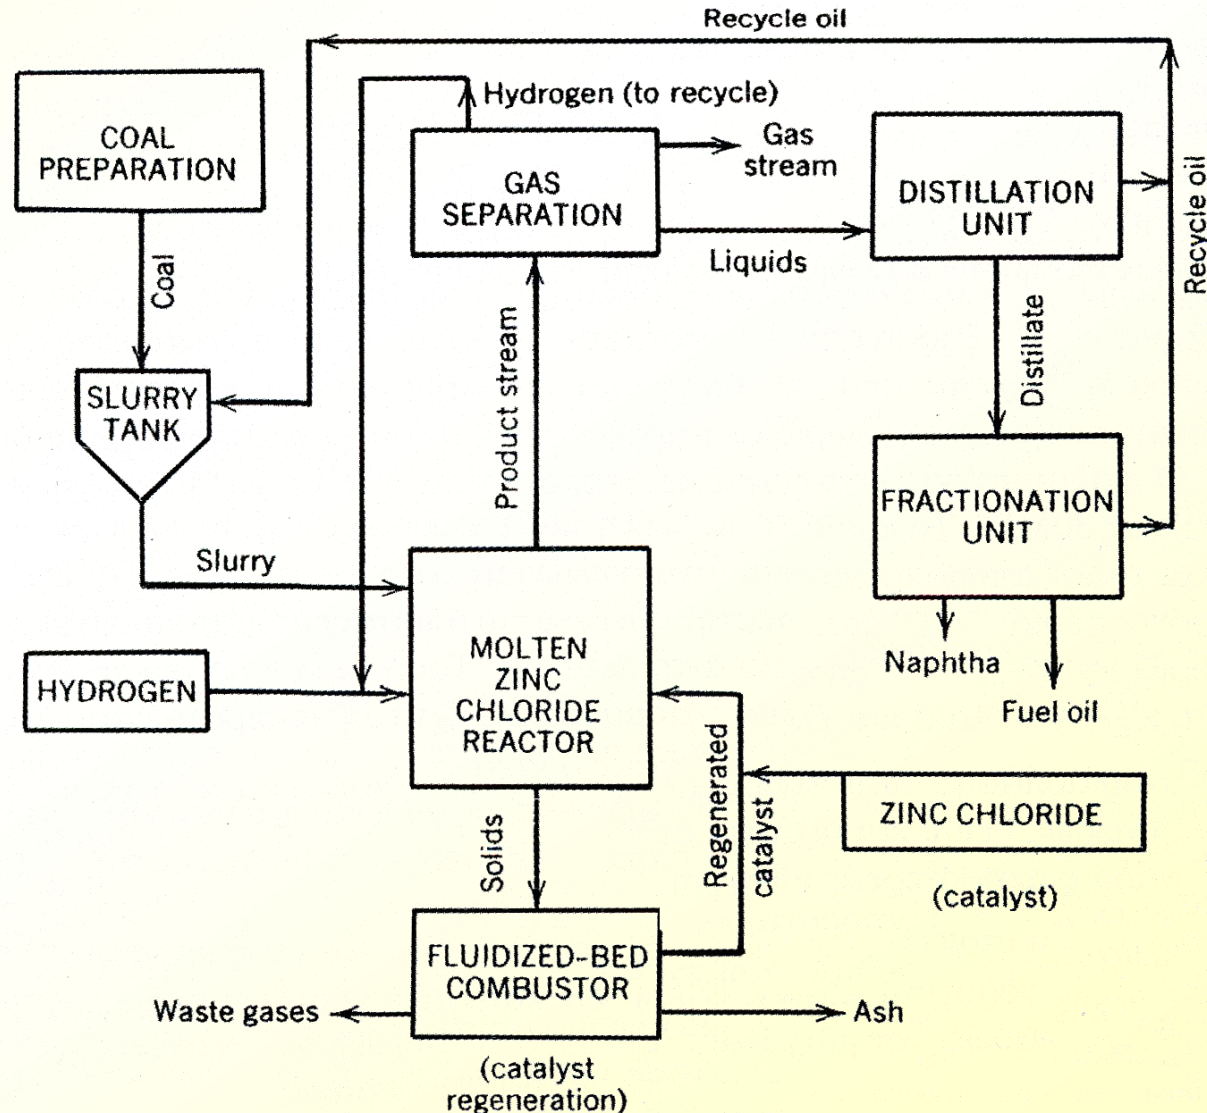 Recycle oil
Hydrogen (to recycle)
COAL
PREPARATION
GAS
SEPARATION
Gas
stream
DISTILLATION
UNIT
Recycle oil
Liquids
Coal
Product stream
Distillate
SLURRY
TANK
FRACTIONATION
UNIT
Slurry
MOLTEN
ZINC
CHLORIDE
REACTOR
Naphtha
HYDROGEN
Fuel oil
Regenerated
catalyst
ZINC CHLORIDE
(catalyst)
Solids
FLUIDIZED-BED
COMBUSTOR
Waste gases
Ash
(catalyst
regeneration)